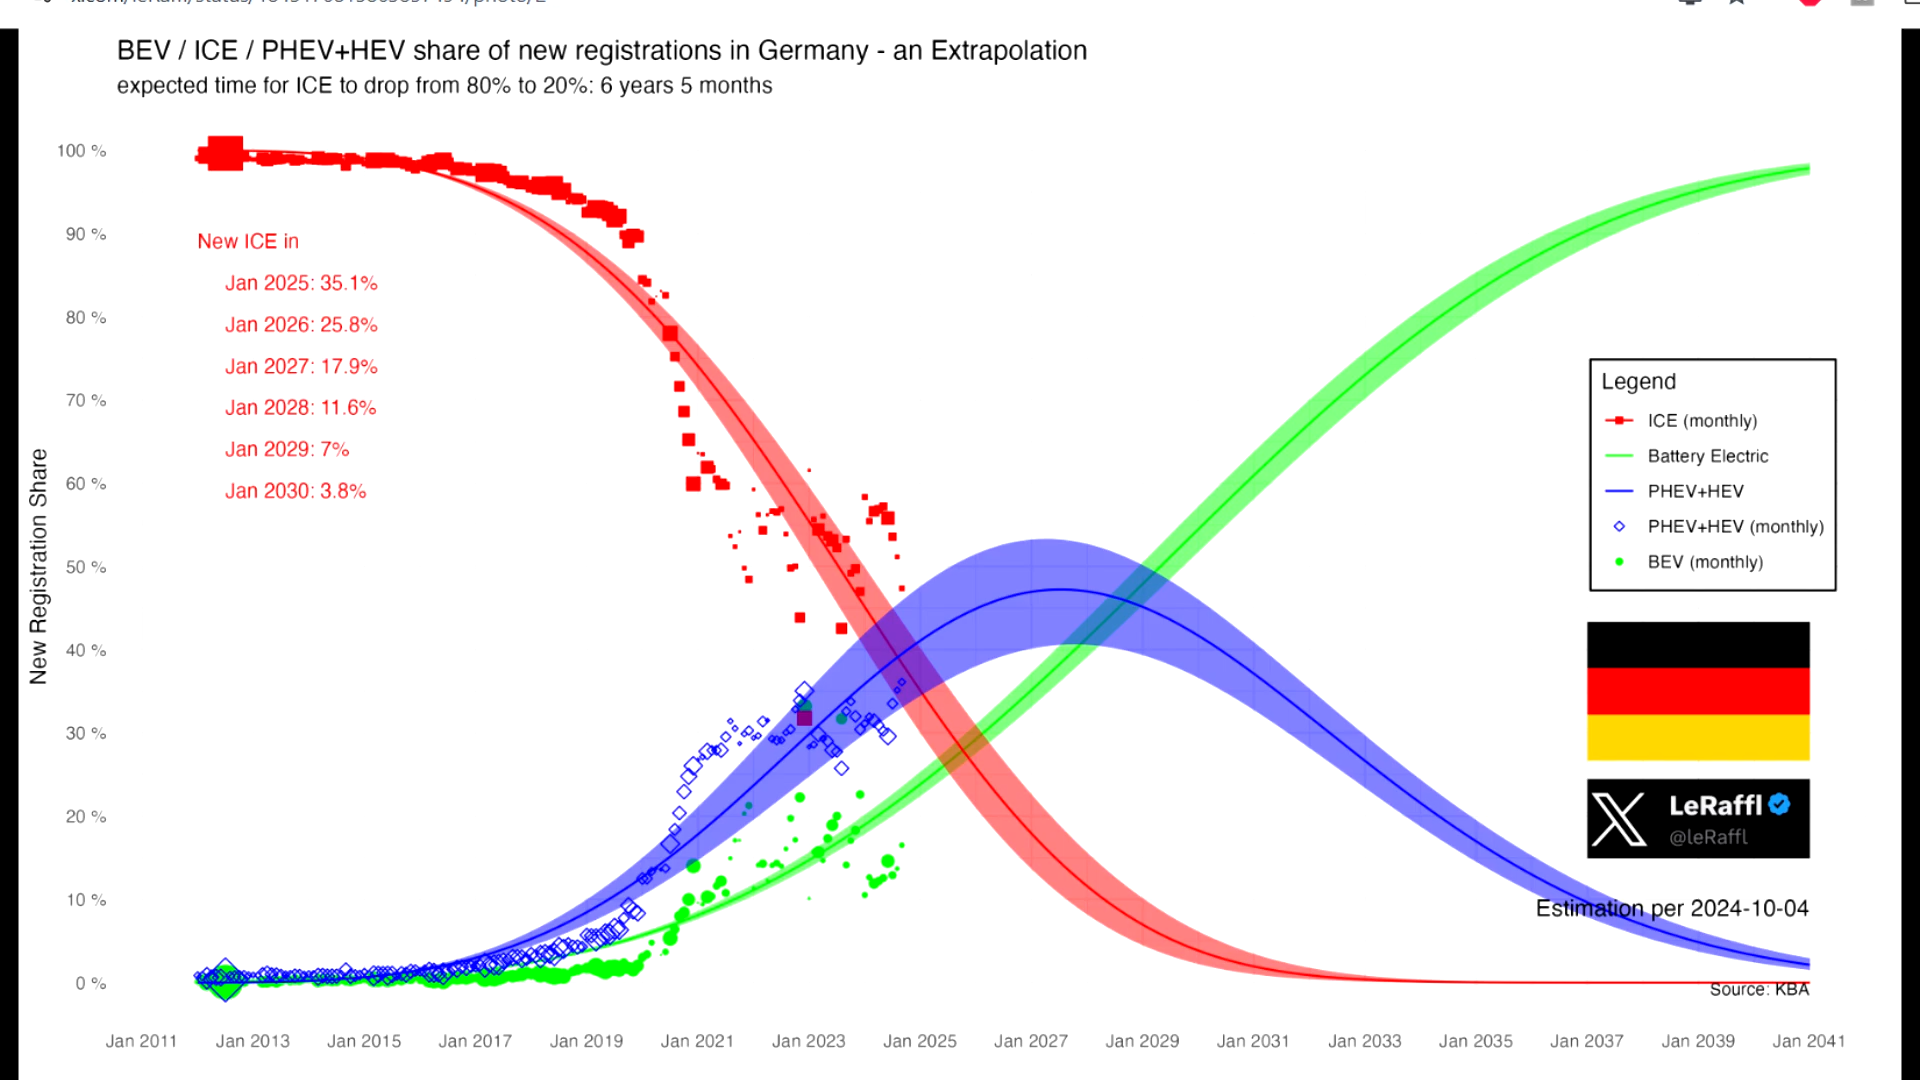 BEV / ICE / PHEV+HEV share of new registrations in Germany - an Extrapolation
expected time for ICE to drop from 80% to 20%: 6 years 5 months
100 %
90 %
80 %
70 %
60 %
50 %
40 %
30 %
20 %
10 %
0 %
New Registration Share
New ICE in
Jan 2025: 35.1%
Jan 2026: 25.8%
Jan 2027: 17.9%
Jan 2028: 11.6%
Jan 2029: 7%
Jan 2030: 3.8%
Legend
ICE (monthly)
Battery Electric
PHEV+HEV
PHEV+HEV (monthly)
BEV (monthly)
LeRaffl
@leRaffl
Estimation per 2024-10-04
Source: KBA
Jan 2011
Jan 2013
Jan 2015
Jan 2017
Jan 2019
Jan 2021
Jan 2023
Jan 2025
Jan 2027
Jan 2029
Jan 2031
Jan 2033
Jan 2035
Jan 2037
Jan 2039
Jan 2041